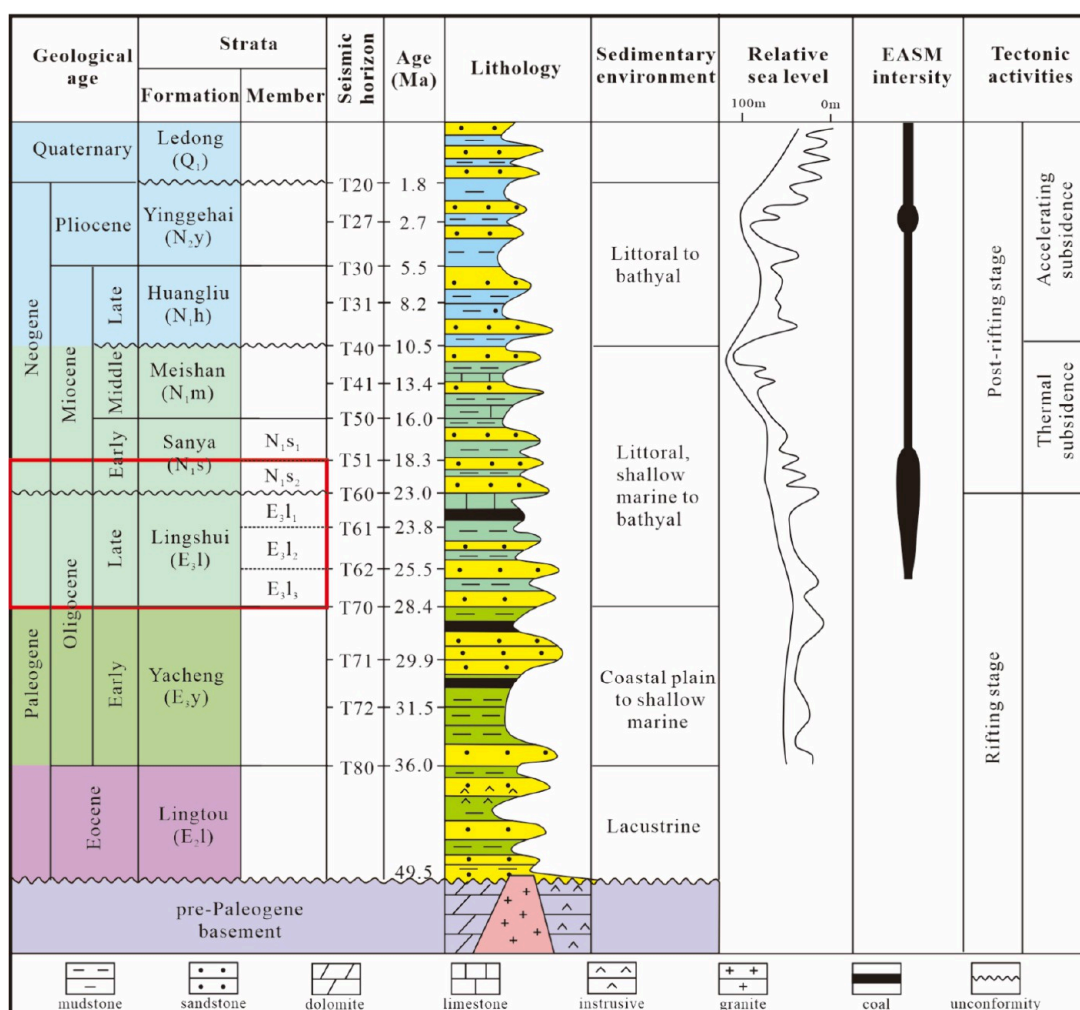 Geological
age
Strata
Formation
Member
Seismic
horizon
Age
(Ma)
Lithology
Sedimentary
environment
Relative
sea level
100m
0m
EASM
intersity
Tectonic
activities
Quaternary
Neogene
Paleogene
Pliocene
Miocene
Oligocene
Eocene
Late
Middle
Early
Late
Early
Ledong
(Q₁)
Yinggehai
(N₂y)
Huangliu
(N₁h)
Meishan
(N₁m)
Sanya
(N₁s)
Lingshui
(E₃l)
Yacheng
(E₃y)
Lingtou
(E₂l)
N₁s₁
N₁s₂
E₃l₁
E₃l₂
E₃l₃
T20
T27
T30
T31
T40
T41
T50
T51
T60
T61
T62
T70
T71
T72
T80
1.8
2.7
5.5
8.2
10.5
13.4
16.0
18.3
23.0
23.8
25.5
28.4
29.9
31.5
36.0
49.5
Littoral to
bathyal
Littoral,
shallow
marine to
bathyal
Coastal plain
to shallow
marine
Lacustrine
Post-rifting stage
Rifting stage
Accelerating
subsidence
Thermal
subsidence
pre-Paleogene
basement
mudstone
sandstone
dolomite
limestone
instrusive
granite
coal
unconformity